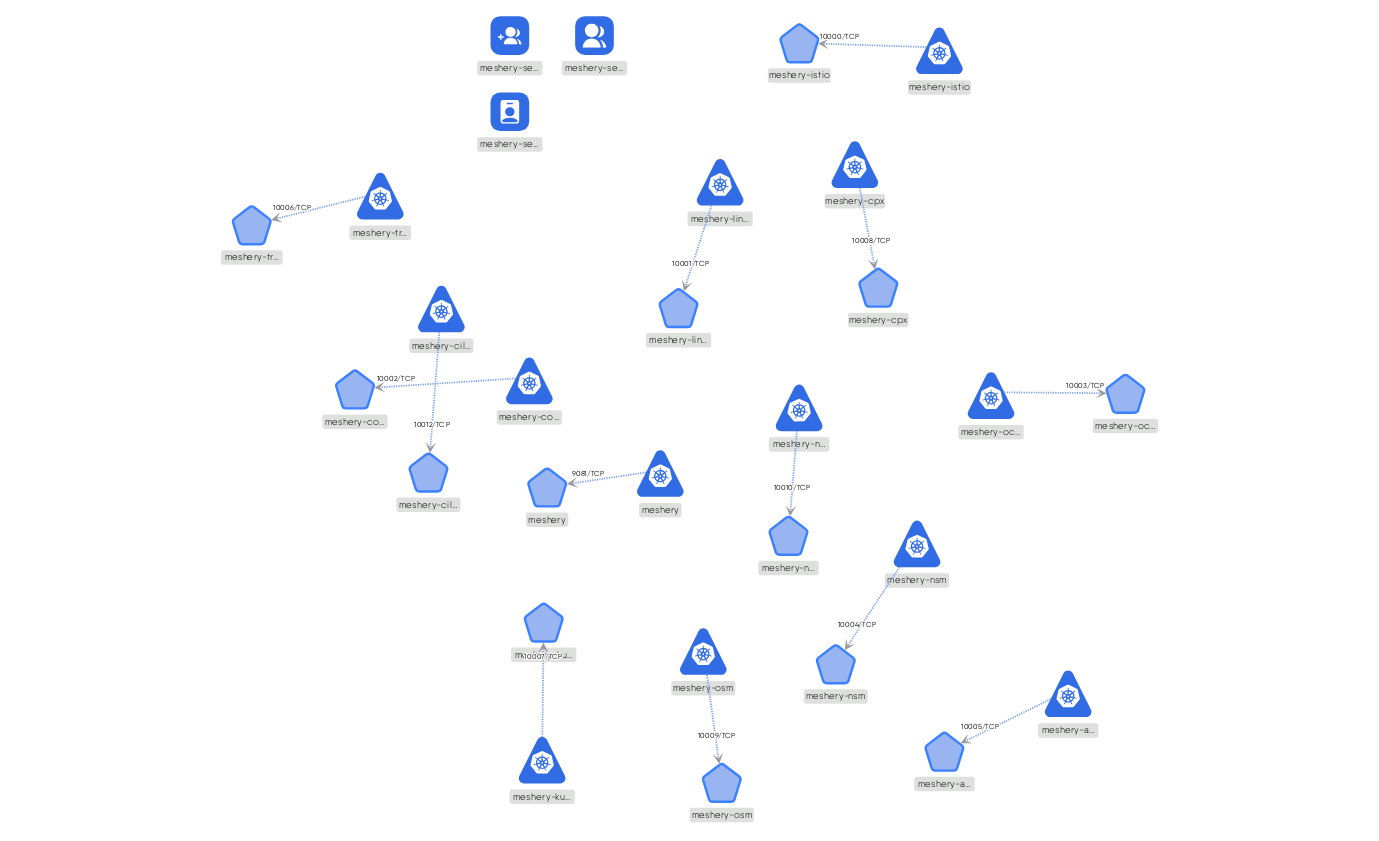 meshery-se...
meshery-se...
10000/TCP
meshery-istio
meshery-istio
meshery-se...
10006/TCP
meshery-tr...
meshery-tr...
meshery-lin...
meshery-cpx
10001/TCP
10008/TCP
meshery-lin...
meshery-cpx
meshery-cil...
10002/TCP
meshery-co...
meshery-co...
10012/TCP
meshery-cil...
10003/TCP
meshery-oc...
meshery-oc...
meshery-n...
10010/TCP
meshery-n...
9081/TCP
meshery
meshery
meshery-nsm
10004/TCP
meshery-nsm
meshery-ku...
meshery-osm
10009/TCP
meshery-osm
10005/TCP
meshery-a...
meshery-a...